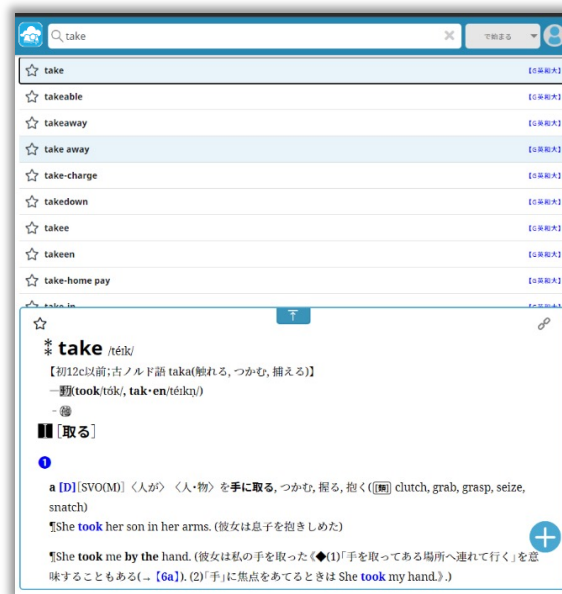 take
で始まる
take 【G英和大】
takeable 【G英和大】
takeaway 【G英和大】
take away 【G英和大】
take-charge 【G英和大】
takedown 【G英和大】
takee 【G英和大】
takeen 【G英和大】
take-home pay 【G英和大】
take-in
⁑take /téɪk/
【初12c以前;古ノルド語 taka(触れる, つかむ, 捕える)】
—動(took/tʊ́k/, tak・en/téɪkn̩/)
-他
[取る]
❶
a [D][SVO(M)]〈人が〉〈人・物〉を手に取る, つかむ, 握る, 抱く([類] clutch, grab, grasp, seize,
snatch)
¶She took her son in her arms. (彼女は息子を抱きしめた)
¶She took me by the hand. (彼女は私の手を取った《◆(1)「手を取ってある場所へ連れて行く」を意
味することもある(→【6a】). (2)「手」に焦点をあてるときは She took my hand.》.)